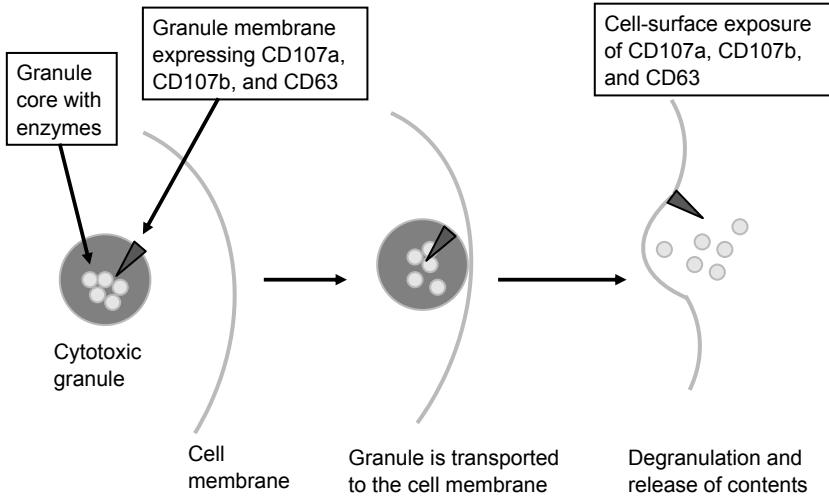 Granule membrane
expressing CD107a,
CD107b, and CD63
Cell-surface exposure
of CD107a, CD107b,
and CD63
Granule
core with
enzymes
Cytotoxic
granule
Cell
membrane
Granule is transported
to the cell membrane
Degranulation and
release of contents